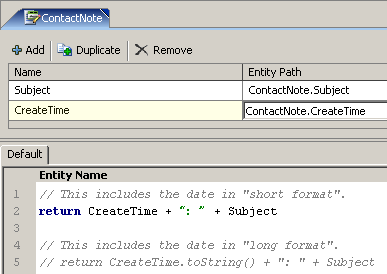 ContactNote
Add Duplicate Remove
Name Entity Path
Subject ContactNote.Subject
CreateTime ContactNote.CreateTime
Default
Entity Name
1 // This includes the date in "short format".
2 return CreateTime + “: ” + Subject
3
4 // This includes the date in "long format".
5 // return CreateTime.toString() + ": " + Subject